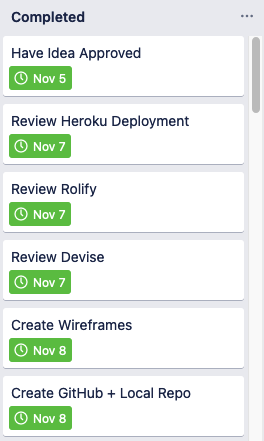 Completed
Have Idea Approved
Nov 5
Review Heroku Deployment
Nov 7
Review Rolify
Nov 7
Review Devise
Nov 7
Create Wireframes
Nov 8
Create GitHub + Local Repo
Nov 8